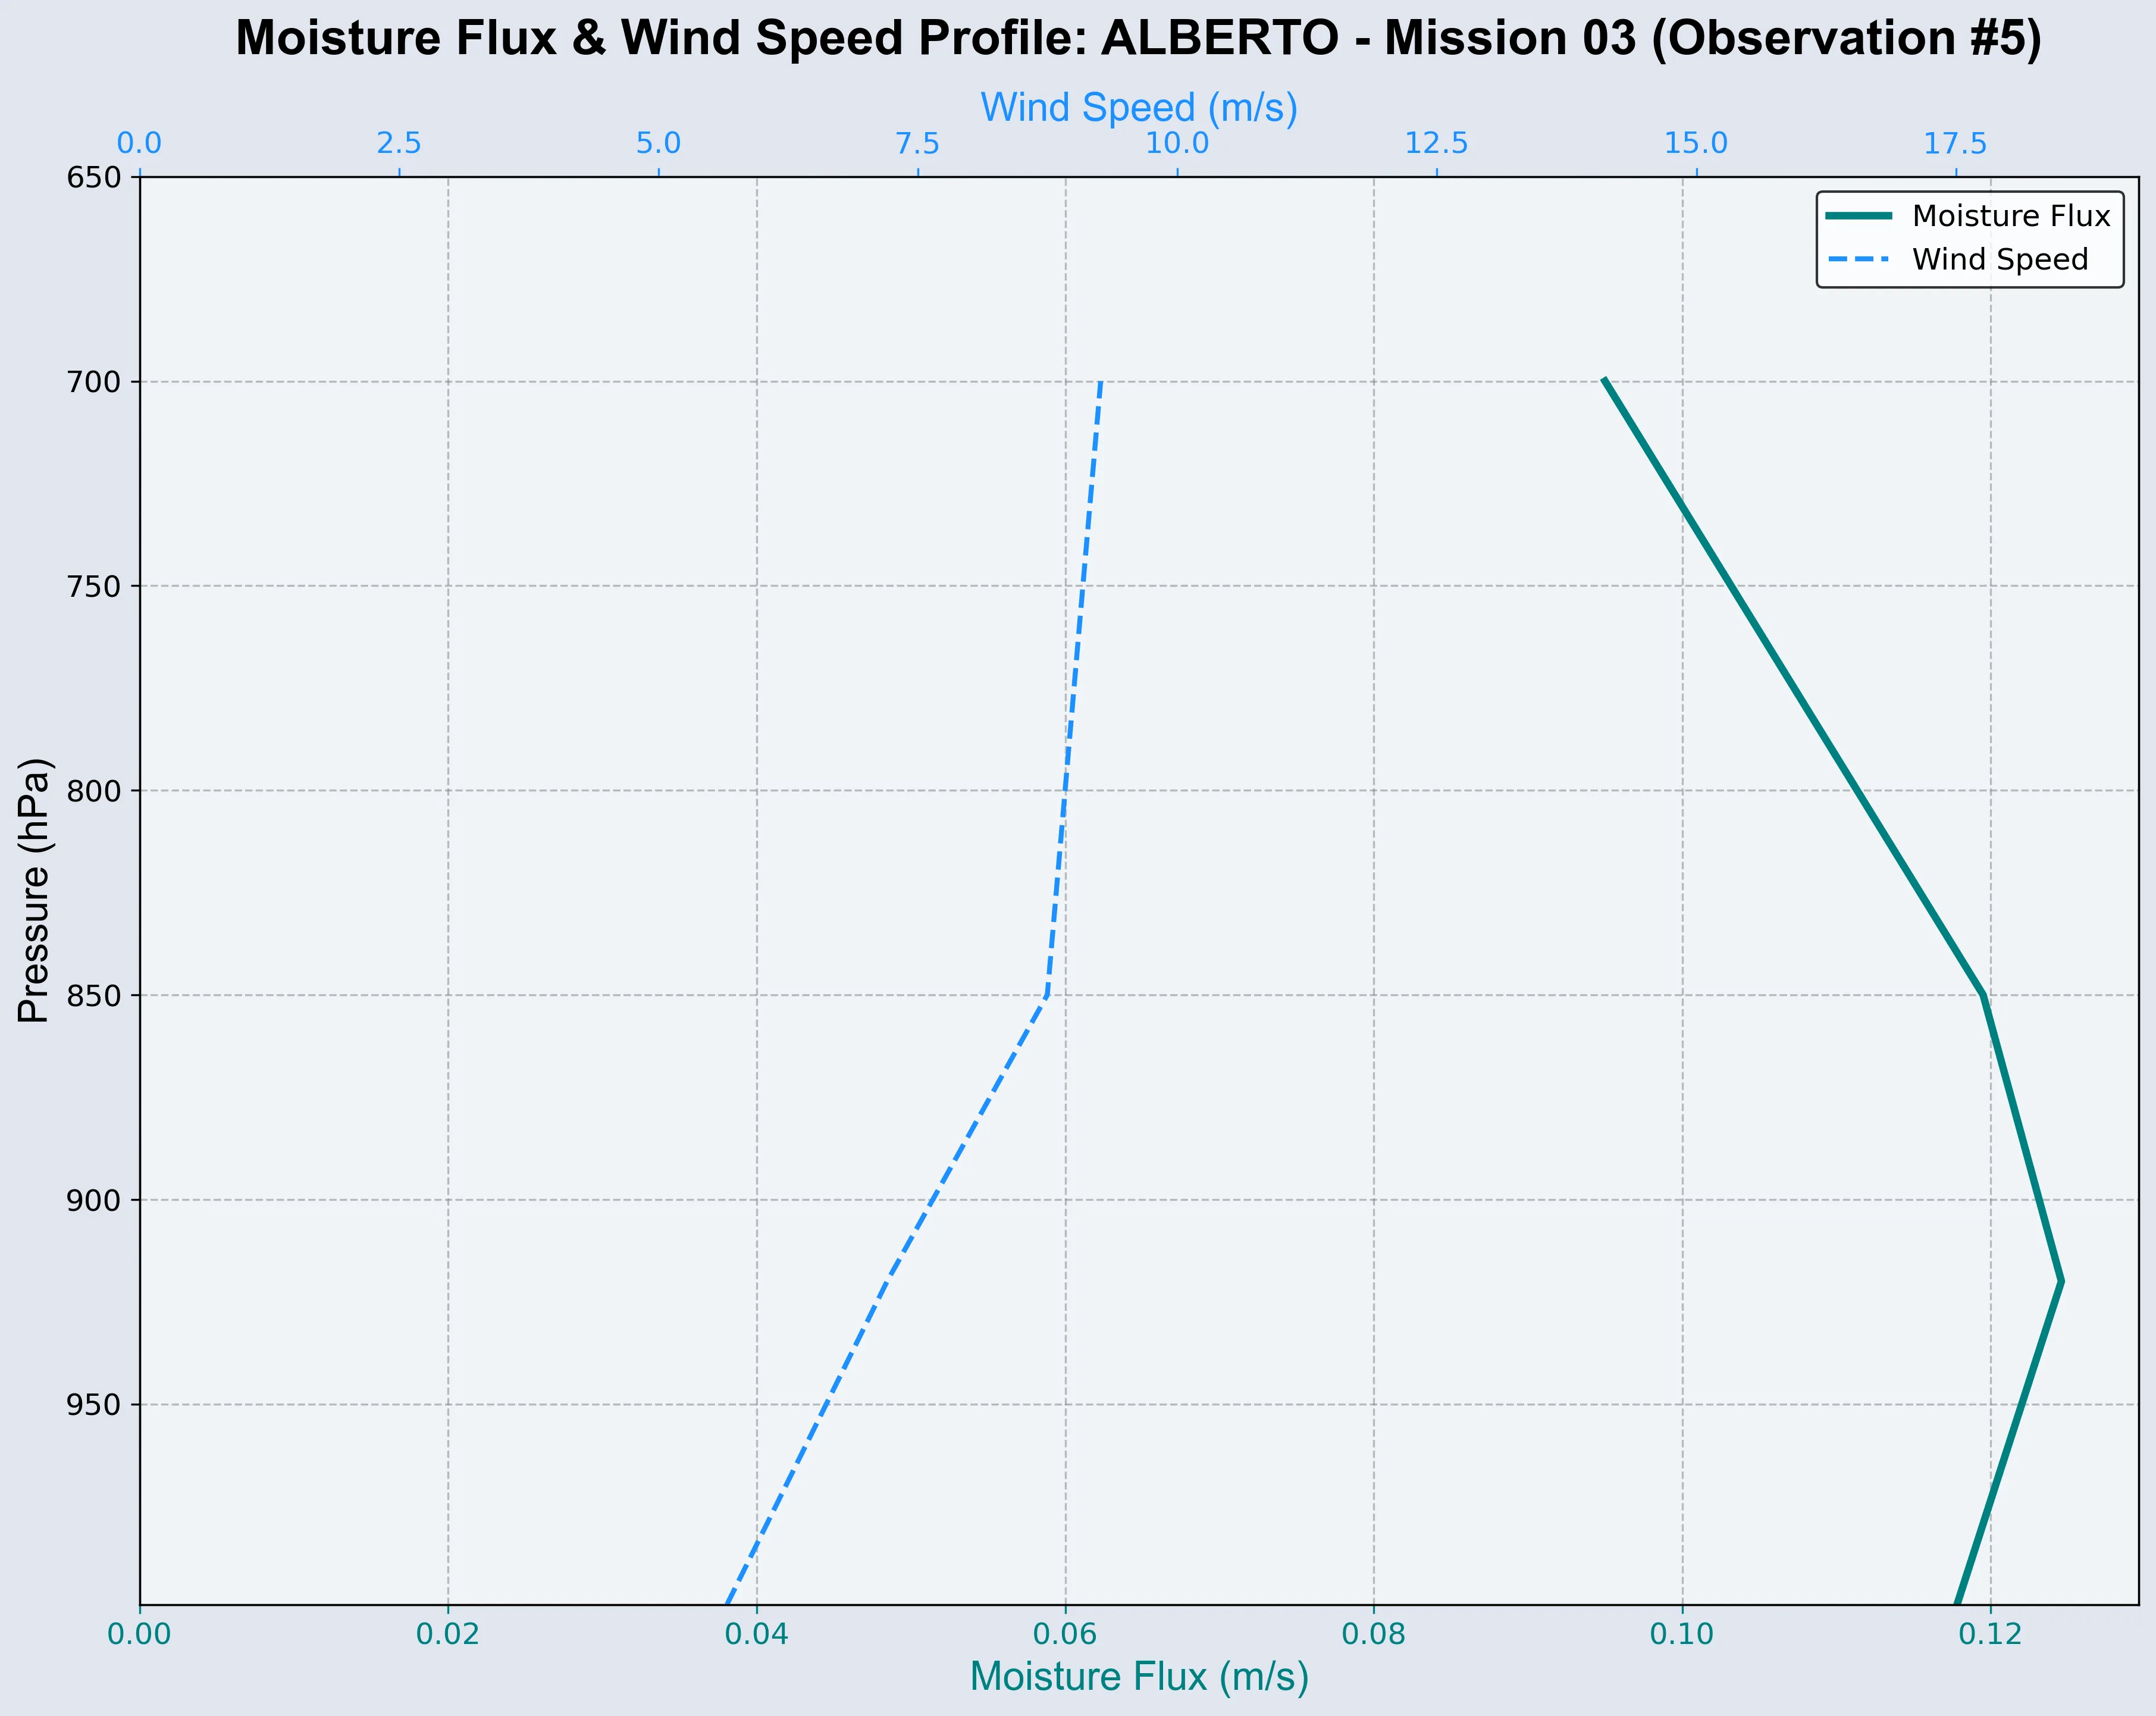 Moisture Flux & Wind Speed Profile: ALBERTO - Mission 03 (Observation #5)
Wind Speed (m/s)
0.0 2.5 5.0 7.5 10.0 12.5 15.0 17.5
Moisture Flux
Wind Speed
650
700
750
800
850
900
950
Pressure (hPa)
0.00 0.02 0.04 0.06 0.08 0.10 0.12
Moisture Flux (m/s)